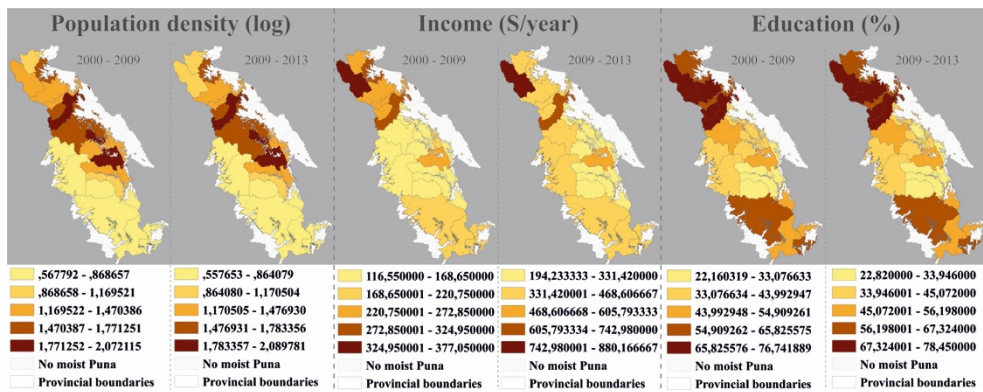 Population density (log)
Income (S/year)
Education (%)
2000 - 2009
2009 - 2013
2000 - 2009
2009 - 2013
2000 - 2009
2009 - 2013
,567792 - ,868657
,868658 - 1,169521
1,169522 - 1,470386
1,470387 - 1,771251
1,771252 - 2,072115
No moist Puna
Provincial boundaries
,557653 - ,864079
,864080 - 1,170504
1,170505 - 1,476930
1,476931 - 1,783356
1,783357 - 2,089781
No moist Puna
Provincial boundaries
116,550000 - 168,650000
168,650001 - 220,750000
220,750001 - 272,850000
272,850001 - 324,950000
324,950001 - 377,050000
No moist Puna
Provincial boundaries
194,233333 - 331,420000
331,420001 - 468,606667
468,606668 - 605,793333
605,793334 - 742,980000
742,980001 - 880,166667
No moist Puna
Provincial boundaries
22,160319 - 33,076633
33,076634 - 43,992947
43,992948 - 54,909261
54,909262 - 65,825575
65,825576 - 76,741889
No moist Puna
Provincial boundaries
22,820000 - 33,946000
33,946001 - 45,072000
45,072001 - 56,198000
56,198001 - 67,324000
67,324001 - 78,450000
No moist Puna
Provincial boundaries